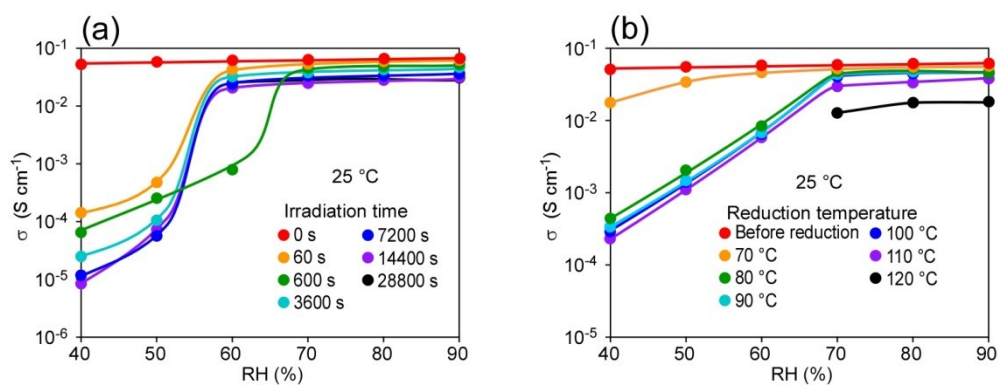 (a)
10⁻¹
10⁻²
10⁻³
10⁻⁴
10⁻⁵
10⁻⁶
σ (S cm⁻¹)
25 °C
Irradiation time
0 s
7200 s
60 s
14400 s
600 s
28800 s
3600 s
40 50 60 70 80 90
RH (%)
(b)
10⁻¹
10⁻²
10⁻³
10⁻⁴
10⁻⁵
σ (S cm⁻¹)
25 °C
Reduction temperature
Before reduction
100 °C
70 °C
110 °C
80 °C
120 °C
90 °C
40 50 60 70 80 90
RH (%)